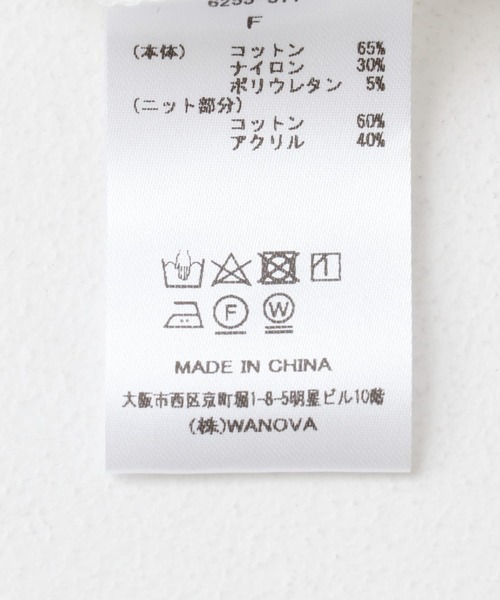 F
(本体) コットン 65%
ナイロン 30%
ポリウレタン 5%
(ニット部分)
コットン 60%
アクリル 40%
F W
MADE IN CHINA
大阪市西区京町堀1-8-5明星ビル10階
(株)WANOVA